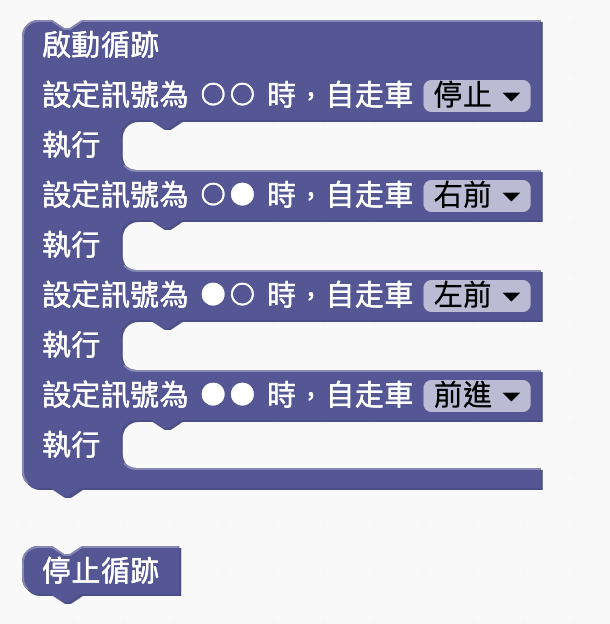 啟動循跡
設定訊號為 ○○ 時，自走車 停止
執行
設定訊號為 ○● 時，自走車 右前
執行
設定訊號為 ●○ 時，自走車 左前
執行
設定訊號為 ●● 時，自走車 前進
執行
停止循跡